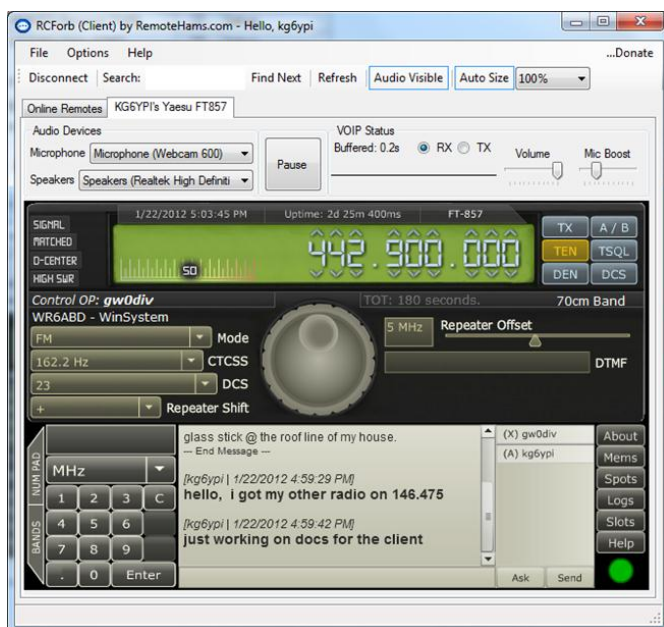 RCForb (Client) by RemoteHams.com - Hello, kg6ypi
File Options Help ...Donate
Disconnect Search: Find Next Refresh Audio Visible Auto Size 100%
Online Remotes KG6YPI's Yaesu FT857
Audio Devices VOIP Status
Microphone Microphone (Webcam 600) Pause Buffered: 0.2s RX TX Volume Mic Boost
Speakers Speakers (Realtek High Definiti
1/22/2012 5:03:45 PM Uptime: 2d 25m 400ms FT-857
SIGNAL TX A / B
MATCHED 442.900.000 TEN TSQL
D-CENTER S0 DEN DCS
HIGH SWR
Control OP: gw0div TOT: 180 seconds. 70cm Band
WR6ABD - WinSystem
FM Mode 5 MHz Repeater Offset
162.2 Hz CTCSS DTMF
23 DCS
+ Repeater Shift
NUM PAD
BANDS
MHz
1 2 3 C
4 5 6
7 8 9
. 0 Enter
glass stick @ the roof line of my house.
--- End Message ---
[kg6ypi | 1/22/2012 4:59:29 PM]
hello, i got my other radio on 146.475
[kg6ypi | 1/22/2012 4:59:42 PM]
just working on docs for the client
(X) gw0div
(A) kg6ypi
Ask Send
About
Mems
Spots
Logs
Slots
Help